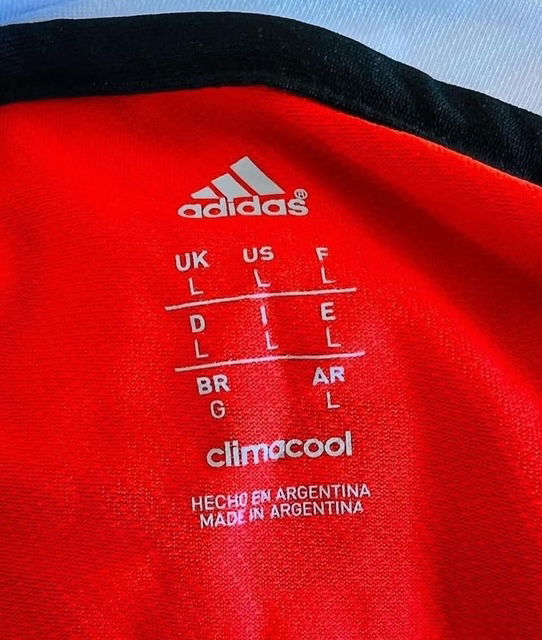 adidas®
UK US F
L L L
D I E
L L L
BR AR
G L
climacool
HECHO EN ARGENTINA
MADE IN ARGENTINA